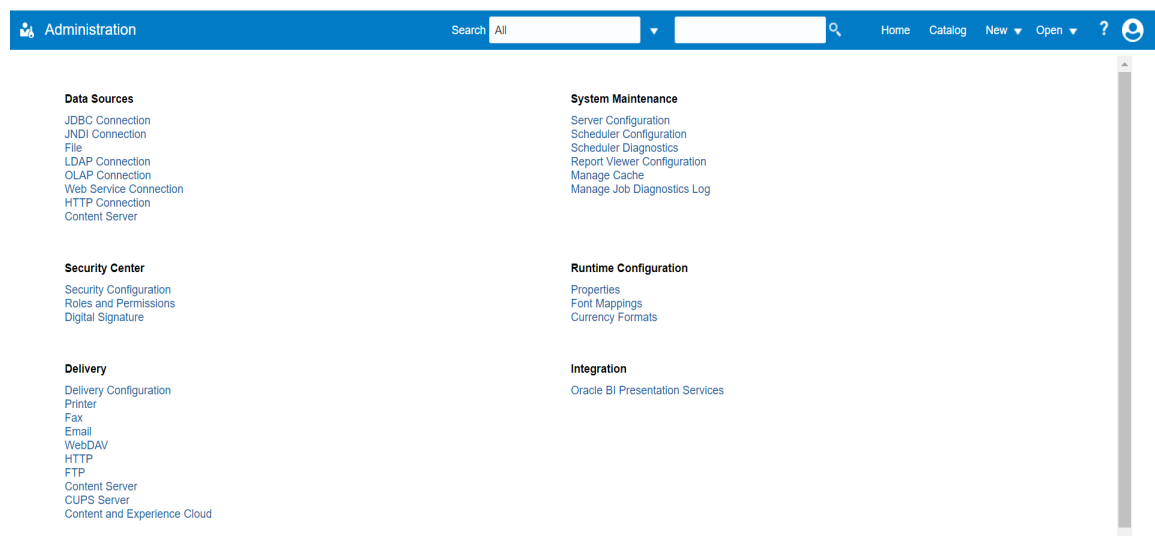 Administration
Search All
Home Catalog New Open ?
Data Sources
JDBC Connection
JNDI Connection
File
LDAP Connection
OLAP Connection
Web Service Connection
HTTP Connection
Content Server
System Maintenance
Server Configuration
Scheduler Configuration
Scheduler Diagnostics
Report Viewer Configuration
Manage Cache
Manage Job Diagnostics Log
Security Center
Security Configuration
Roles and Permissions
Digital Signature
Runtime Configuration
Properties
Font Mappings
Currency Formats
Delivery
Delivery Configuration
Printer
Fax
Email
WebDAV
HTTP
FTP
Content Server
CUPS Server
Content and Experience Cloud
Integration
Oracle BI Presentation Services